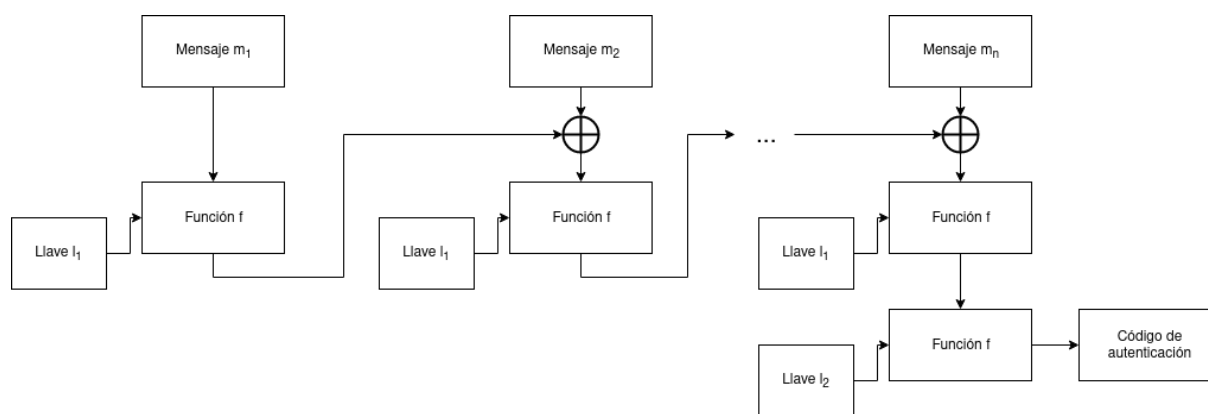 Mensaje m1
Mensaje m2
Mensaje mn
...
Función f
Función f
Función f
Llave l1
Llave l1
Llave l1
Función f
Código de
autenticación
Llave l2